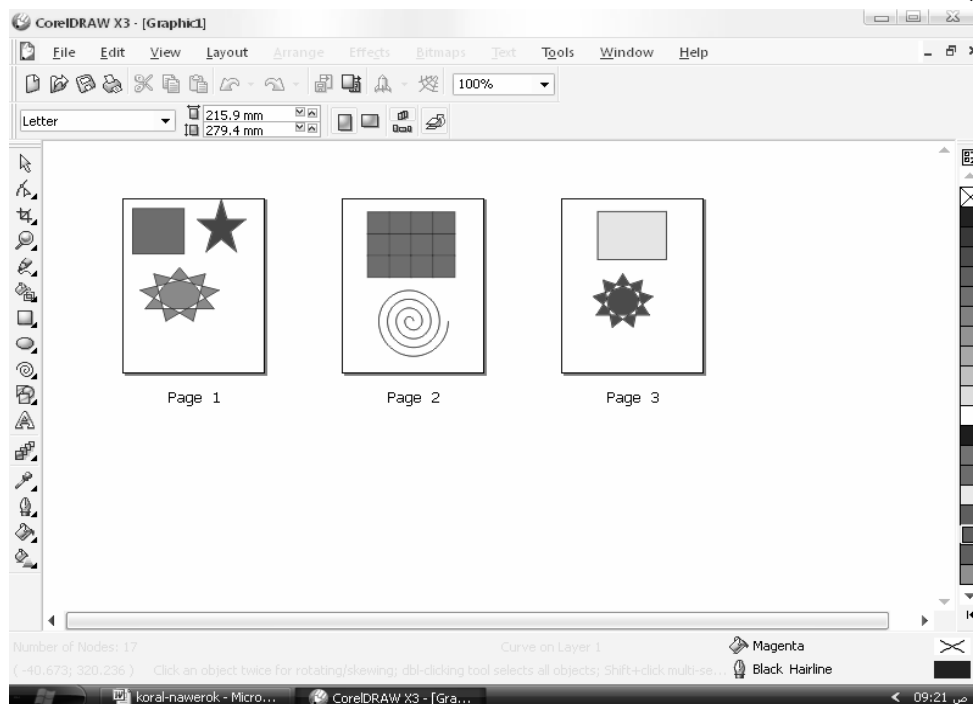 CorelDRAW X3 - [Graphic1]
File Edit View Layout Arrange Effects Bitmaps Text Tools Window Help
100%
Letter
215.9 mm
279.4 mm
Page 1
Page 2
Page 3
Number of Nodes: 17
Curve on Layer 1
Magenta
( -40.673; 320.236 )
Click an object twice for rotating/skewing; dbl-clicking tool selects all objects; Shift+click multi-se...
Black Hairline
koral-nawerok - Micro...
CorelDRAW X3 - [Gra...
09:21 ص